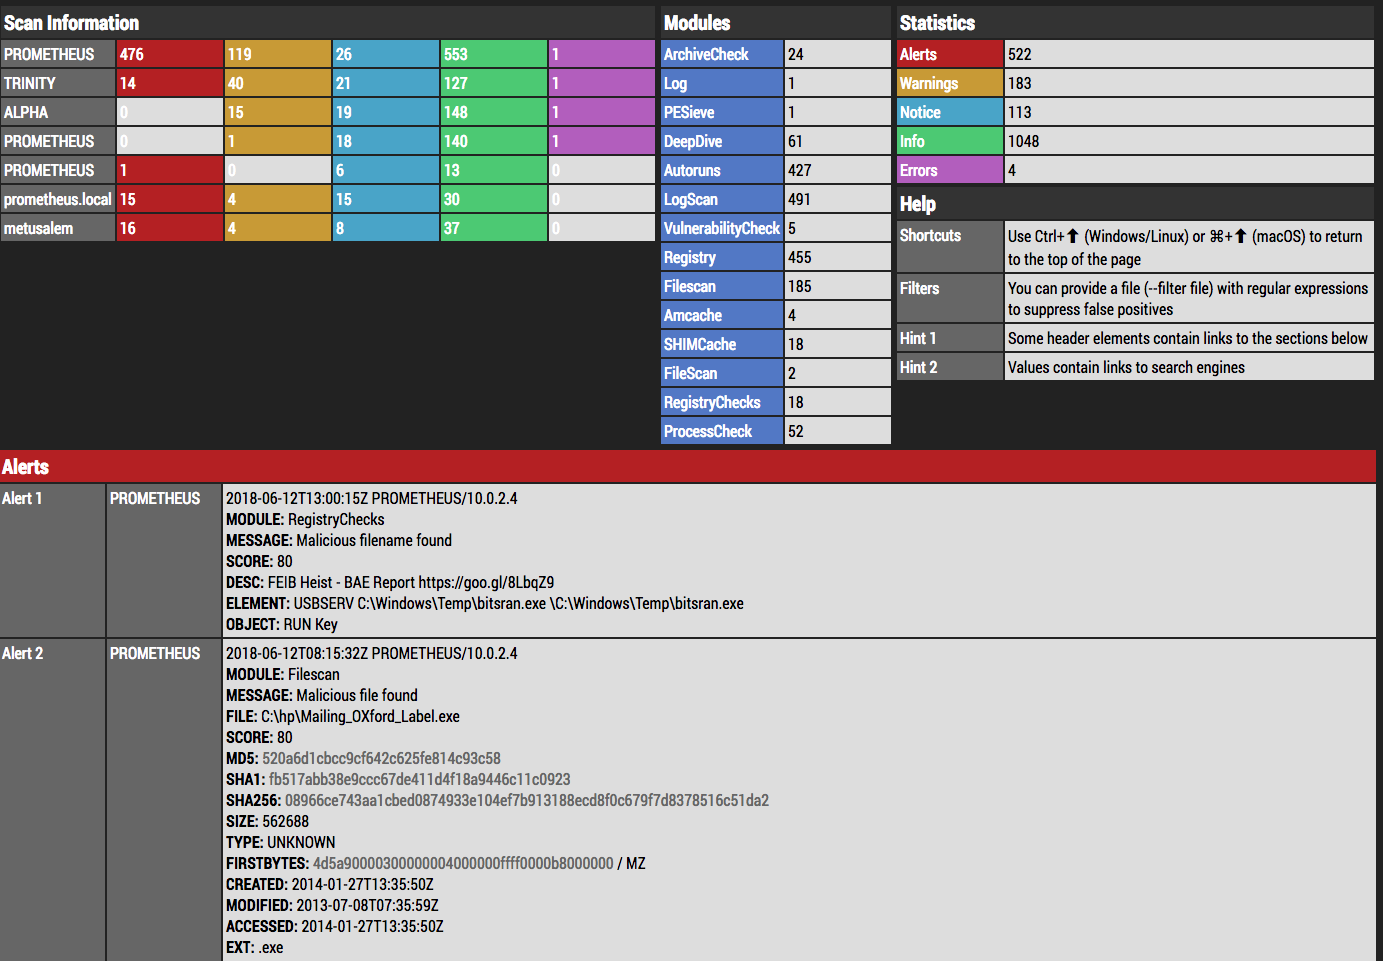 Scan Information
PROMETHEUS 476 119 26 553 1
TRINITY 14 40 21 127 1
ALPHA 0 15 19 148 1
PROMETHEUS 0 1 18 140 1
PROMETHEUS 1 0 6 13 0
prometheus.local 15 4 15 30 0
metusalem 16 4 8 37 0
Modules
ArchiveCheck 24
Log 1
PESieve 1
DeepDive 61
Autoruns 427
LogScan 491
VulnerabilityCheck 5
Registry 455
Filescan 185
Amcache 4
SHIMCache 18
FileScan 2
RegistryChecks 18
ProcessCheck 52
Statistics
Alerts 522
Warnings 183
Notice 113
Info 1048
Errors 4
Help
Shortcuts Use Ctrl+⬆ (Windows/Linux) or ⌘+⬆ (macOS) to return
to the top of the page
Filters You can provide a file (--filter file) with regular expressions
to suppress false positives
Hint 1 Some header elements contain links to the sections below
Hint 2 Values contain links to search engines
Alerts
Alert 1 PROMETHEUS 2018-06-12T13:00:15Z PROMETHEUS/10.0.2.4
MODULE: RegistryChecks
MESSAGE: Malicious filename found
SCORE: 80
DESC: FEIB Heist - BAE Report https://goo.gl/8LbqZ9
ELEMENT: USBSERV C:\Windows\Temp\bitsran.exe \C:\Windows\Temp\bitsran.exe
OBJECT: RUN Key
Alert 2 PROMETHEUS 2018-06-12T08:15:32Z PROMETHEUS/10.0.2.4
MODULE: Filescan
MESSAGE: Malicious file found
FILE: C:\hp\Mailing_OXford_Label.exe
SCORE: 80
MD5: 520a6d1cbcc9cf642c625fe814c93c58
SHA1: fb517abb38e9ccc67de411d4f18a9446c11c0923
SHA256: 08966ce743aa1cbed0874933e104ef7b913188ecd8f0c679f7d8378516c51da2
SIZE: 562688
TYPE: UNKNOWN
FIRSTBYTES: 4d5a90000300000004000000ffff0000b8000000 / MZ
CREATED: 2014-01-27T13:35:50Z
MODIFIED: 2013-07-08T07:35:59Z
ACCESSED: 2014-01-27T13:35:50Z
EXT: .exe